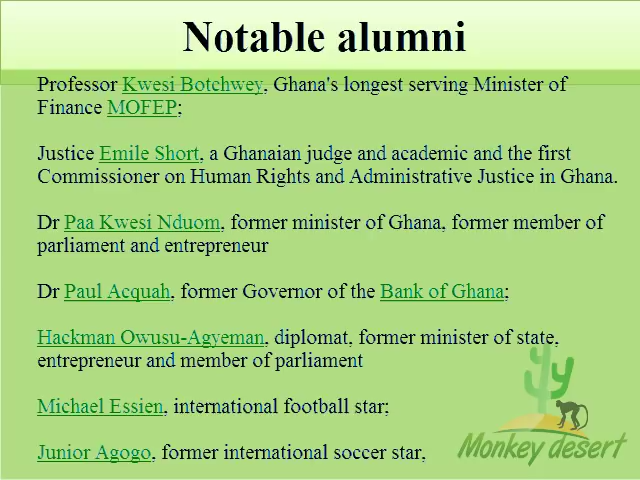 Notable alumni
Professor Kwesi Botchwey, Ghana's longest serving Minister of
Finance MOFEP;
Justice Emile Short, a Ghanaian judge and academic and the first
Commissioner on Human Rights and Administrative Justice in Ghana.
Dr Paa Kwesi Nduom, former minister of Ghana, former member of
parliament and entrepreneur
Dr Paul Acquah, former Governor of the Bank of Ghana;
Hackman Owusu-Agyeman, diplomat, former minister of state,
entrepreneur and member of parliament
Michael Essien, international football star;
Junior Agogo, former international soccer star,
Monkey desert